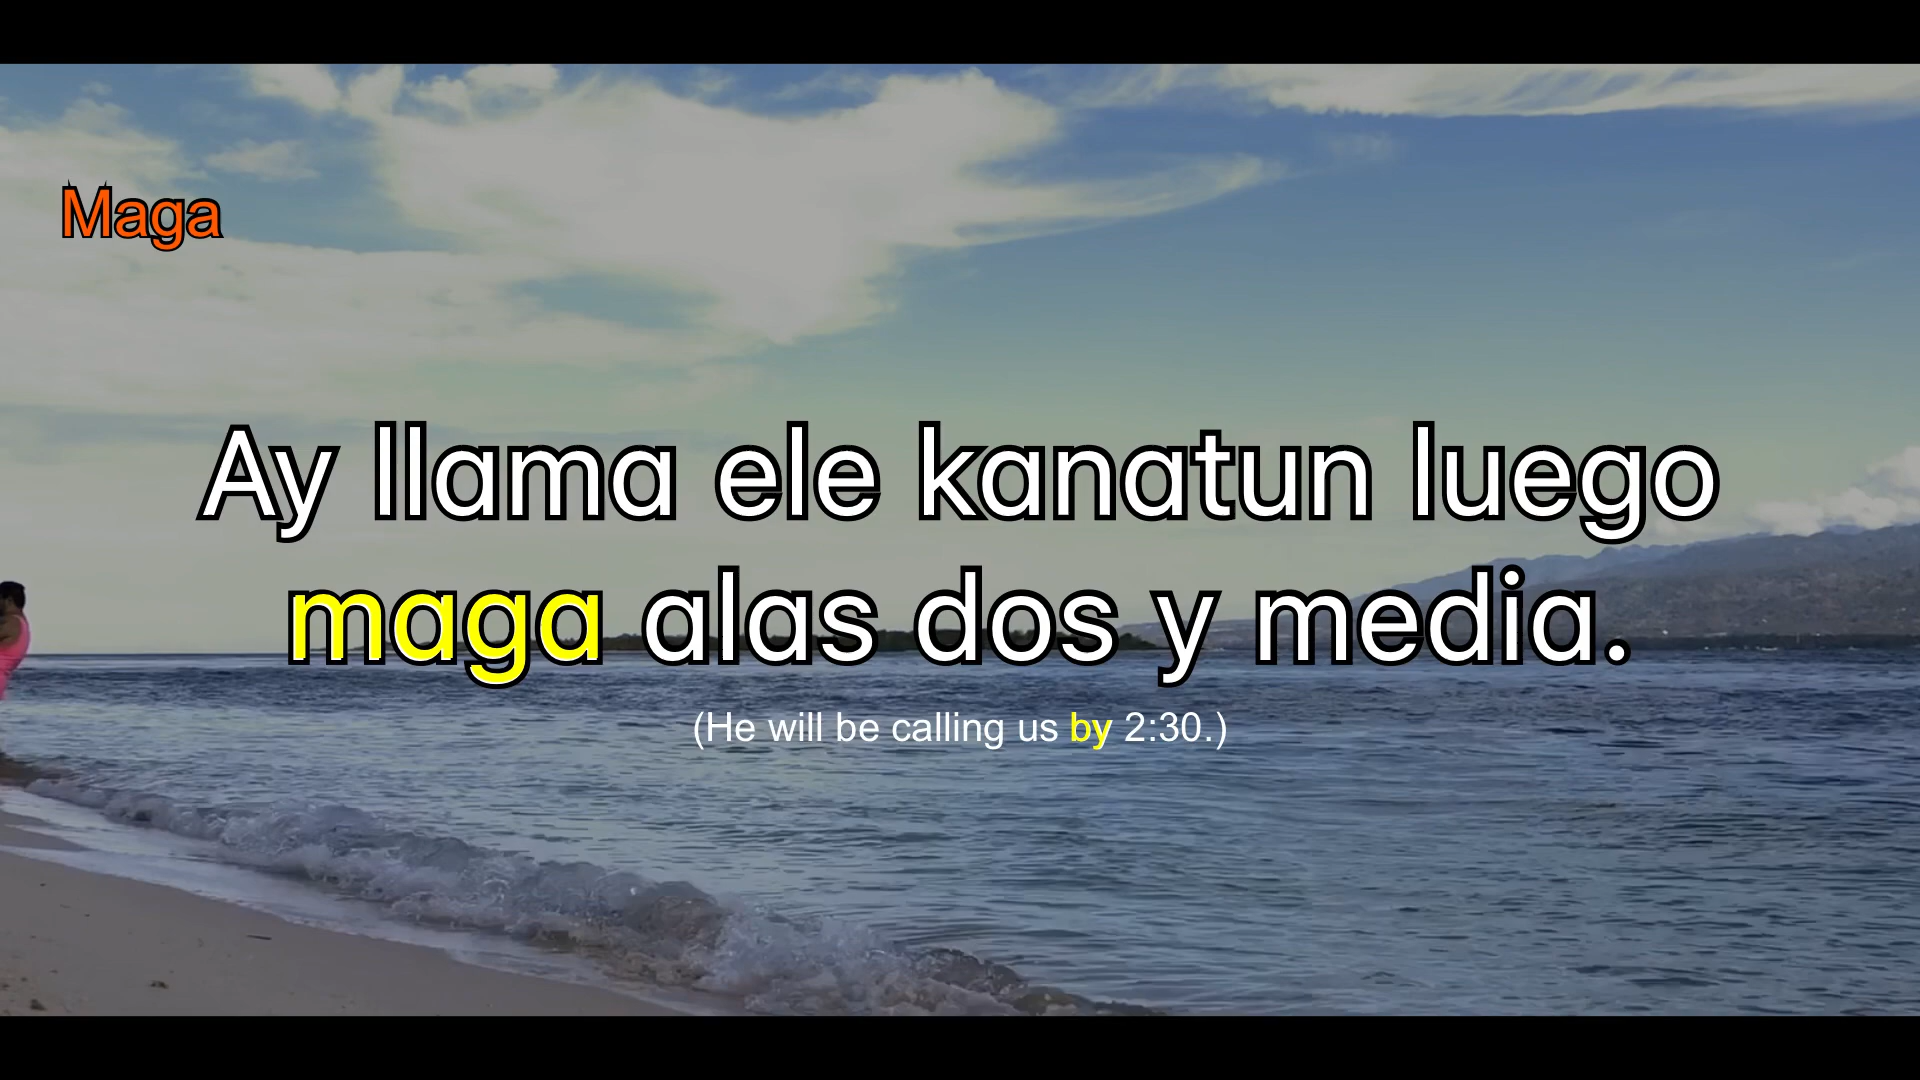 Maga
Ay llama ele kanatun luego
maga alas dos y media.
(He will be calling us by 2:30.)